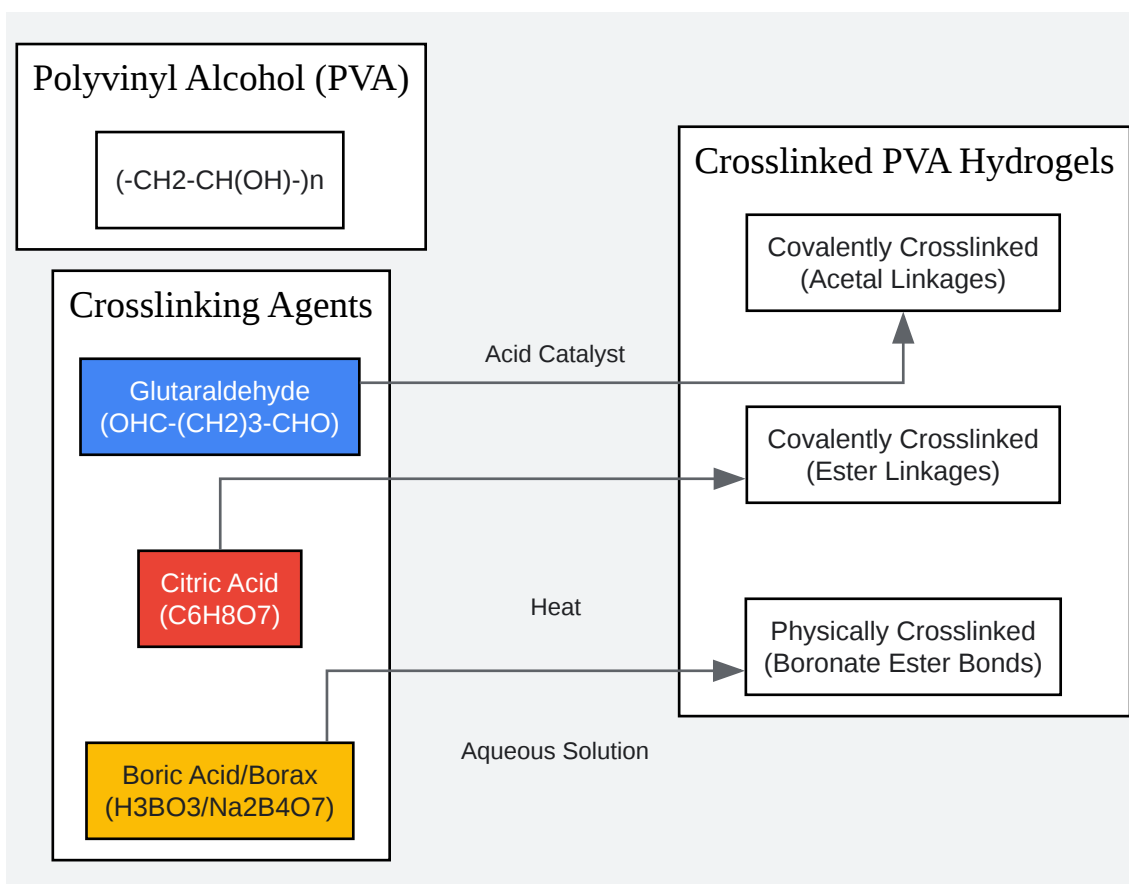 Polyvinyl Alcohol (PVA)
(-CH2-CH(OH)-)n
Crosslinking Agents
Glutaraldehyde
(OHC-(CH2)3-CHO)
Citric Acid
(C6H8O7)
Boric Acid/Borax
(H3BO3/Na2B4O7)
Acid Catalyst
Heat
Aqueous Solution
Crosslinked PVA Hydrogels
Covalently Crosslinked
(Acetal Linkages)
Covalently Crosslinked
(Ester Linkages)
Physically Crosslinked
(Boronate Ester Bonds)